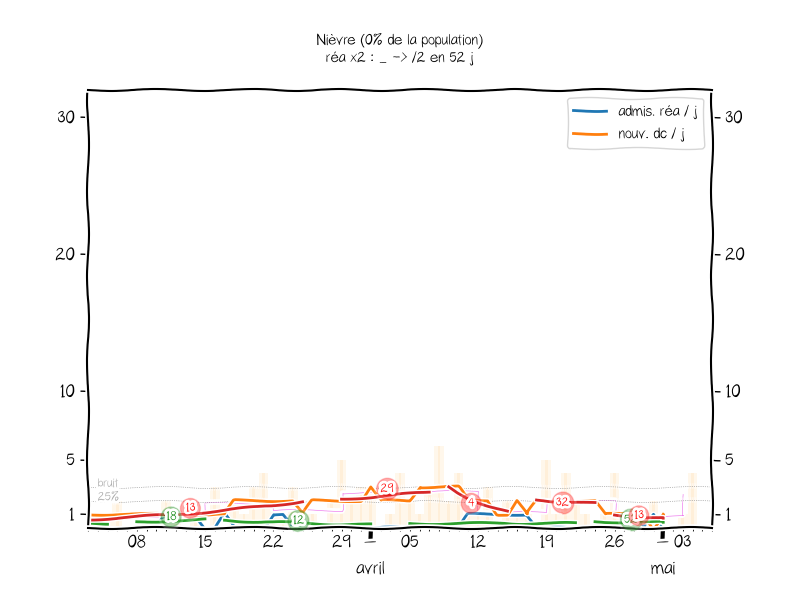 Nièvre (0% de la population)
réa x2 : _ -> /2 en 52 j
admis. réa / j
nouv. dc / j
30 30
20 20
10 10
5 5
1 1
bruit
25%
18 13 12 29 4 32 13
08 15 22 29 05 12 19 26 03
avril mai